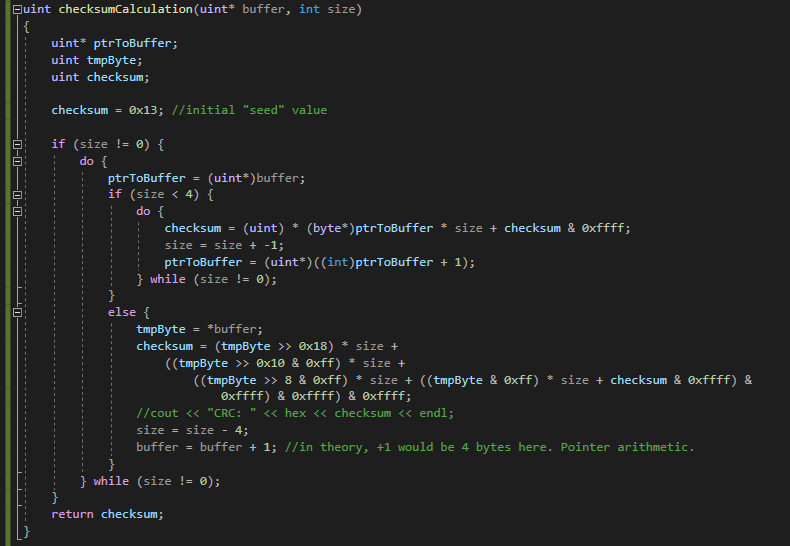 uint checksumCalculation(uint* buffer, int size)
{
    uint* ptrToBuffer;
    uint tmpByte;
    uint checksum;

    checksum = 0x13; //initial "seed" value

    if (size != 0) {
        do {
            ptrToBuffer = (uint*)buffer;
            if (size < 4) {
                do {
                    checksum = (uint) * (byte*)ptrToBuffer * size + checksum & 0xffff;
                    size = size + -1;
                    ptrToBuffer = (uint*)((int)ptrToBuffer + 1);
                } while (size != 0);
            }
            else {
                tmpByte = *buffer;
                checksum = (tmpByte >> 0x18) * size +
                    ((tmpByte >> 0x10 & 0xff) * size +
                        ((tmpByte >> 8 & 0xff) * size + ((tmpByte & 0xff) * size + checksum & 0xffff) &
                            0xffff) & 0xffff) & 0xffff;
                //cout << "CRC: " << hex << checksum << endl;
                size = size - 4;
                buffer = buffer + 1; //in theory, +1 would be 4 bytes here. Pointer arithmetic.
            }
        } while (size != 0);
    }
    return checksum;
}